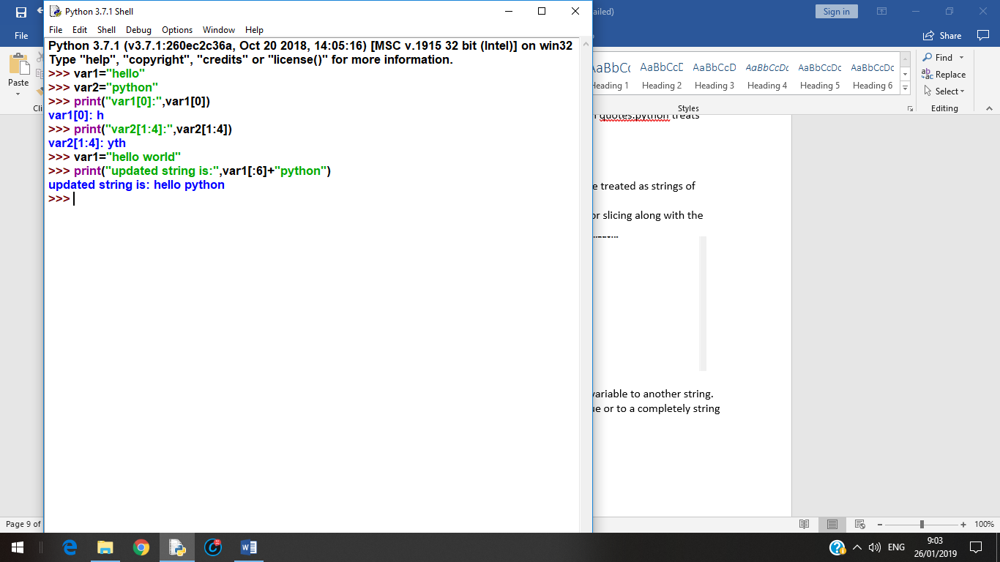 Python 3.7.1 Shell
File Edit Shell Debug Options Window Help
Python 3.7.1 (v3.7.1:260ec2c36a, Oct 20 2018, 14:05:16) [MSC v.1915 32 bit (Intel)] on win32
Type "help", "copyright", "credits" or "license()" for more information.
>>> var1="hello"
>>> var2="python"
>>> print("var1[0]:",var1[0])
var1[0]: h
>>> print("var2[1:4]:",var2[1:4])
var2[1:4]: yth
>>> var1="hello world"
>>> print("updated string is:",var1[:6]+"python")
updated string is: hello python
>>>
ailed)
Sign in
File
Share
Paste
Cli
AaBbCc AaBbCcD AaBbCcD AaBbCcDc AaBbCcDc AaBbCcDc
Heading 1 Heading 2 Heading 3 Heading 4 Heading 5 Heading 6
Styles
Find
Replace
Select
Editing
quotes.python treats
e treated as strings of
or slicing along with the
variable to another string.
ue or to a completely string
Page 9 of
100%
ENG
9:03
26/01/2019